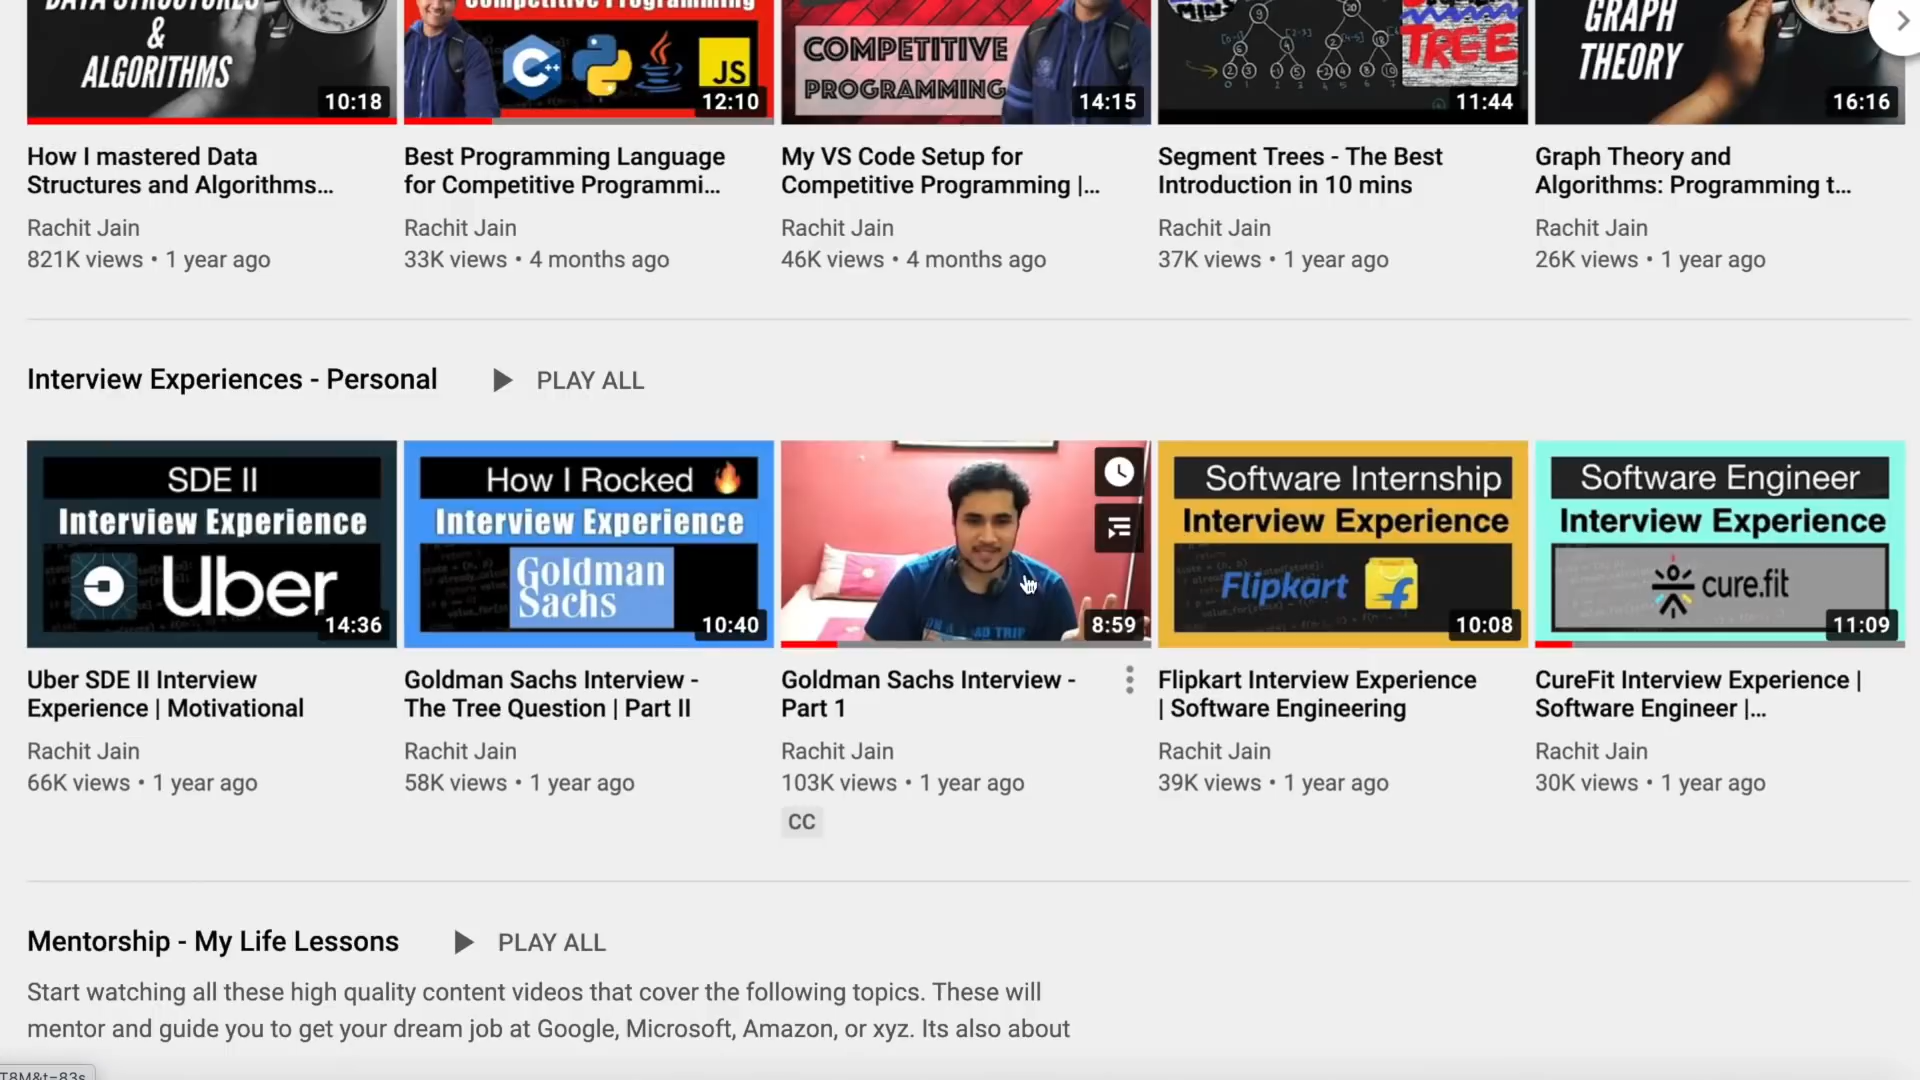 DATA STRUCTURES
&
ALGORITHMS
10:18
Competitive Programming
C++
JS
12:10
COMPETITIVE
PROGRAMMING
14:15
MINS
TREE
11:44
GRAPH
THEORY
16:16
How I mastered Data
Structures and Algorithms...
Rachit Jain
821K views • 1 year ago
Best Programming Language
for Competitive Programmi...
Rachit Jain
33K views • 4 months ago
My VS Code Setup for
Competitive Programming |...
Rachit Jain
46K views • 4 months ago
Segment Trees - The Best
Introduction in 10 mins
Rachit Jain
37K views • 1 year ago
Graph Theory and
Algorithms: Programming t...
Rachit Jain
26K views • 1 year ago
Interview Experiences - Personal
PLAY ALL
SDE II
Interview Experience
Uber
14:36
How I Rocked
Interview Experience
Goldman
Sachs
10:40
8:59
Software Internship
Interview Experience
Flipkart
10:08
Software Engineer
Interview Experience
cure.fit
11:09
Uber SDE II Interview
Experience | Motivational
Rachit Jain
66K views • 1 year ago
Goldman Sachs Interview -
The Tree Question | Part II
Rachit Jain
58K views • 1 year ago
Goldman Sachs Interview -
Part 1
Rachit Jain
103K views • 1 year ago
CC
Flipkart Interview Experience
| Software Engineering
Rachit Jain
39K views • 1 year ago
CureFit Interview Experience |
Software Engineer |...
Rachit Jain
30K views • 1 year ago
Mentorship - My Life Lessons
PLAY ALL
Start watching all these high quality content videos that cover the following topics. These will
mentor and guide you to get your dream job at Google, Microsoft, Amazon, or xyz. Its also about
T8M&t=83s